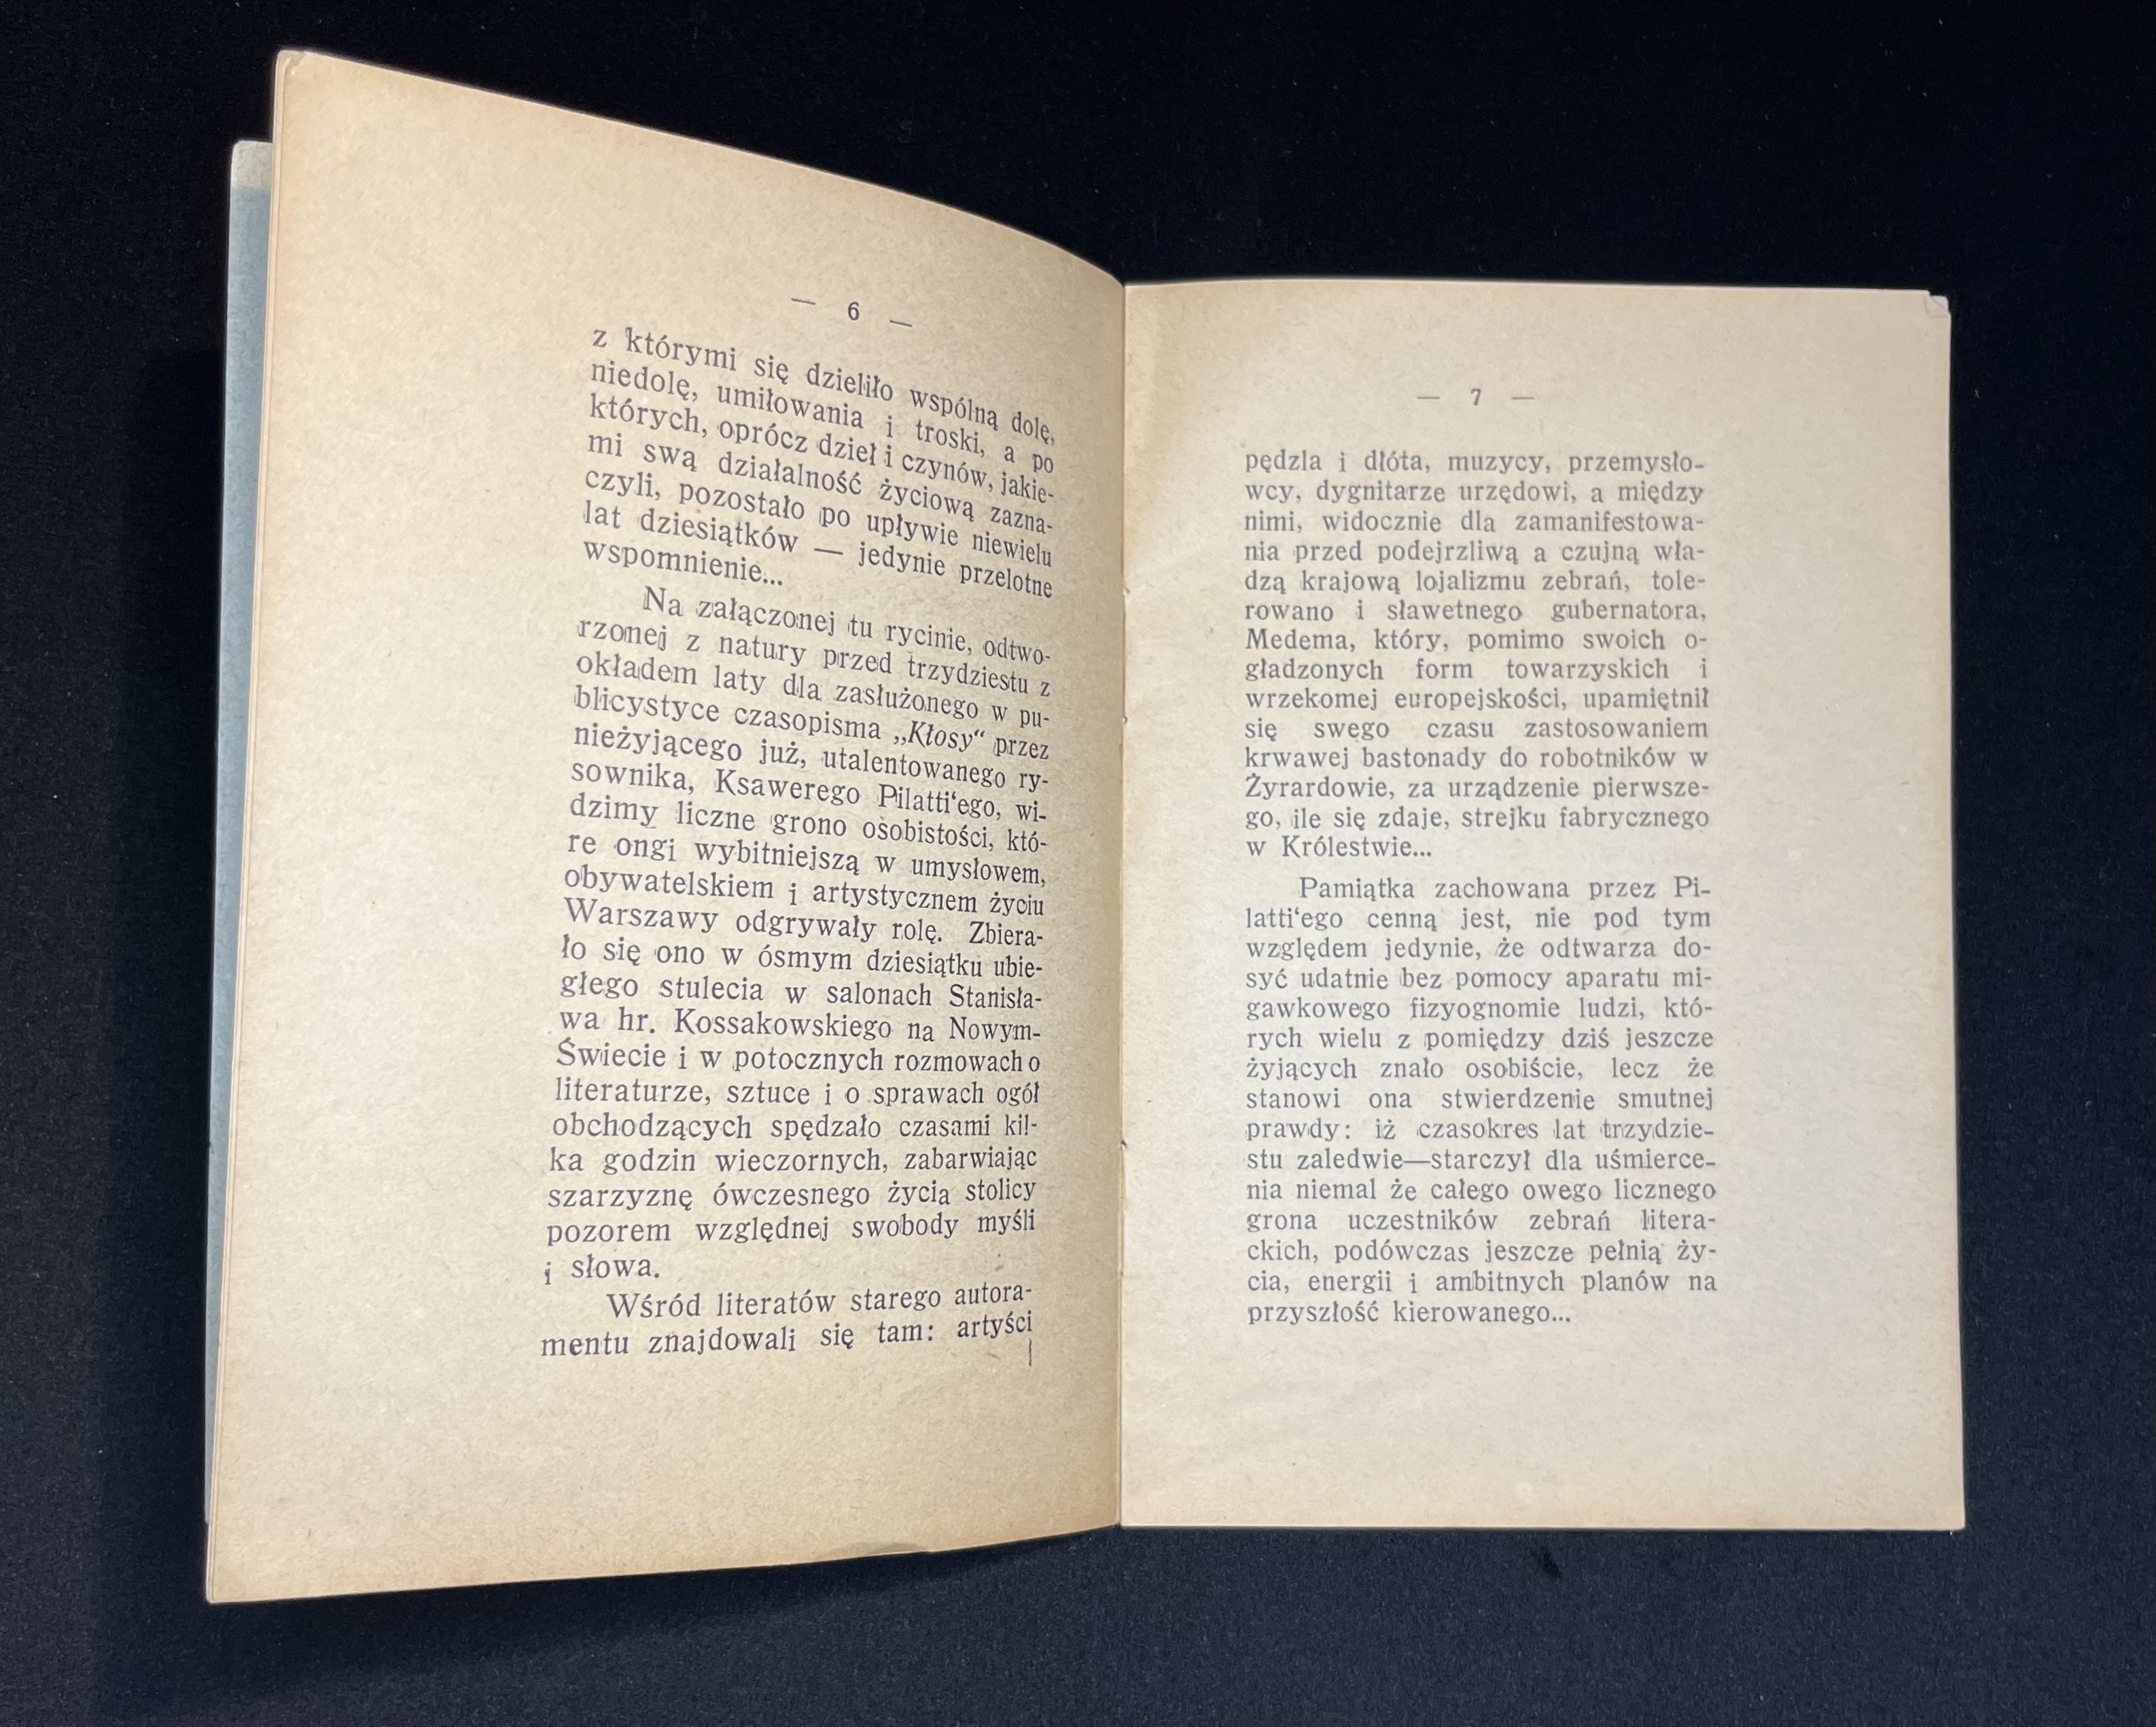 — 6 —
z którymi się dzieliło wspólną dolę,
niedolę, umiłowania i troski, a po
których, oprócz dzieł i czynów, jakie-
mi swą działalność życiową zazna-
czyli, pozostało po upływie niewielu
lat dziesiątków — jedynie przelotne
wspomnienie...
Na załączonej tu rycinie, odtwo-
rzonej z natury przed trzydziestu z
okładem laty dla zasłużonego w pu-
blicystyce czasopisma „Kłosy“ przez
nieżyjącego już, utalentowanego ry-
sownika, Ksawerego Pilatti‘ego, wi-
dzimy liczne grono osobistości, któ-
re ongi wybitniejszą w umysłowem,
obywatelskiem i artystycznem życiu
Warszawy odgrywały rolę. Zbiera-
ło się ono w ósmym dziesiątku ubie-
głego stulecia w salonach Stanisła-
wa hr. Kossakowskiego na Nowym-
Świecie i w potocznych rozmowach o
literaturze, sztuce i o sprawach ogół
obchodzących spędzało czasami kil-
ka godzin wieczornych, zabarwiając
szarzyznę ówczesnego życia stolicy
pozorem względnej swobody myśli
i słowa.
Wśród literatów starego autora-
mentu znajdowali się tam: artyści
— 7 —
pędzla i dłóta, muzycy, przemysło-
wcy, dygnitarze urzędowi, a między
nimi, widocznie dla zamanifestowa-
nia przed podejrzliwą a czujną wła-
dzą krajową lojalizmu zebrań, tole-
rowano i sławetnego gubernatora,
Medema, który, pomimo swoich o-
gładzonych form towarzyskich i
wrzekomej europejskości, upamiętnił
się swego czasu zastosowaniem
krwawej bastonady do robotników w
Żyrardowie, za urządzenie pierwsze-
go, ile się zdaje, strejku fabrycznego
w Królestwie...
Pamiątka zachowana przez Pi-
latti‘ego cenną jest, nie pod tym
względem jedynie, że odtwarza do-
syć udatnie bez pomocy aparatu mi-
gawkowego fizyognomie ludzi, któ-
rych wielu z pomiędzy dziś jeszcze
żyjących znało osobiście, lecz że
stanowi ona stwierdzenie smutnej
prawdy: iż czasokres lat trzydzie-
stu zaledwie—starczył dla uśmierce-
nia niemal że całego owego licznego
grona uczestników zebrań litera-
ckich, podówczas jeszcze pełnią ży-
cia, energii i ambitnych planów na
przyszłość kierowanego...